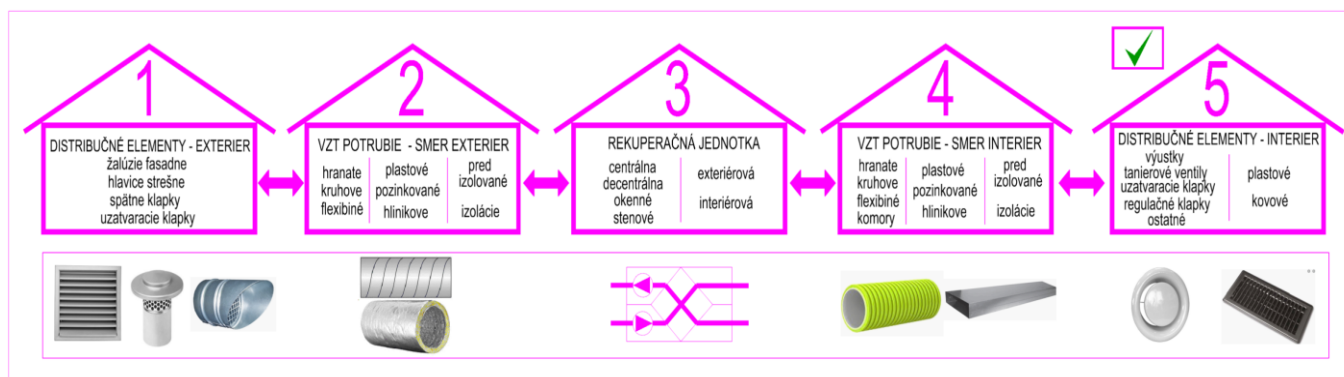 1
DISTRIBUČNÉ ELEMENTY - EXTERIER
žalúzie fasadne
hlavice strešne
spätne klapky
uzatvaracie klapky
2
VZT POTRUBIE - SMER EXTERIER
hranate
kruhove
flexibiné
plastové
pozinkované
hlinikove
pred
izolované
izolácie
3
REKUPERAČNÁ JEDNOTKA
centrálna
decentrálna
okenné
stenové
exteriérová
interiérová
4
VZT POTRUBIE - SMER INTERIER
hranate
kruhove
flexibiné
komory
plastové
pozinkované
hlinikove
pred
izolované
izolácie
5
DISTRIBUČNÉ ELEMENTY - INTERIER
výustky
tanierové ventily
uzatvaracie klapky
regulačné klapky
ostatné
plastové
kovové